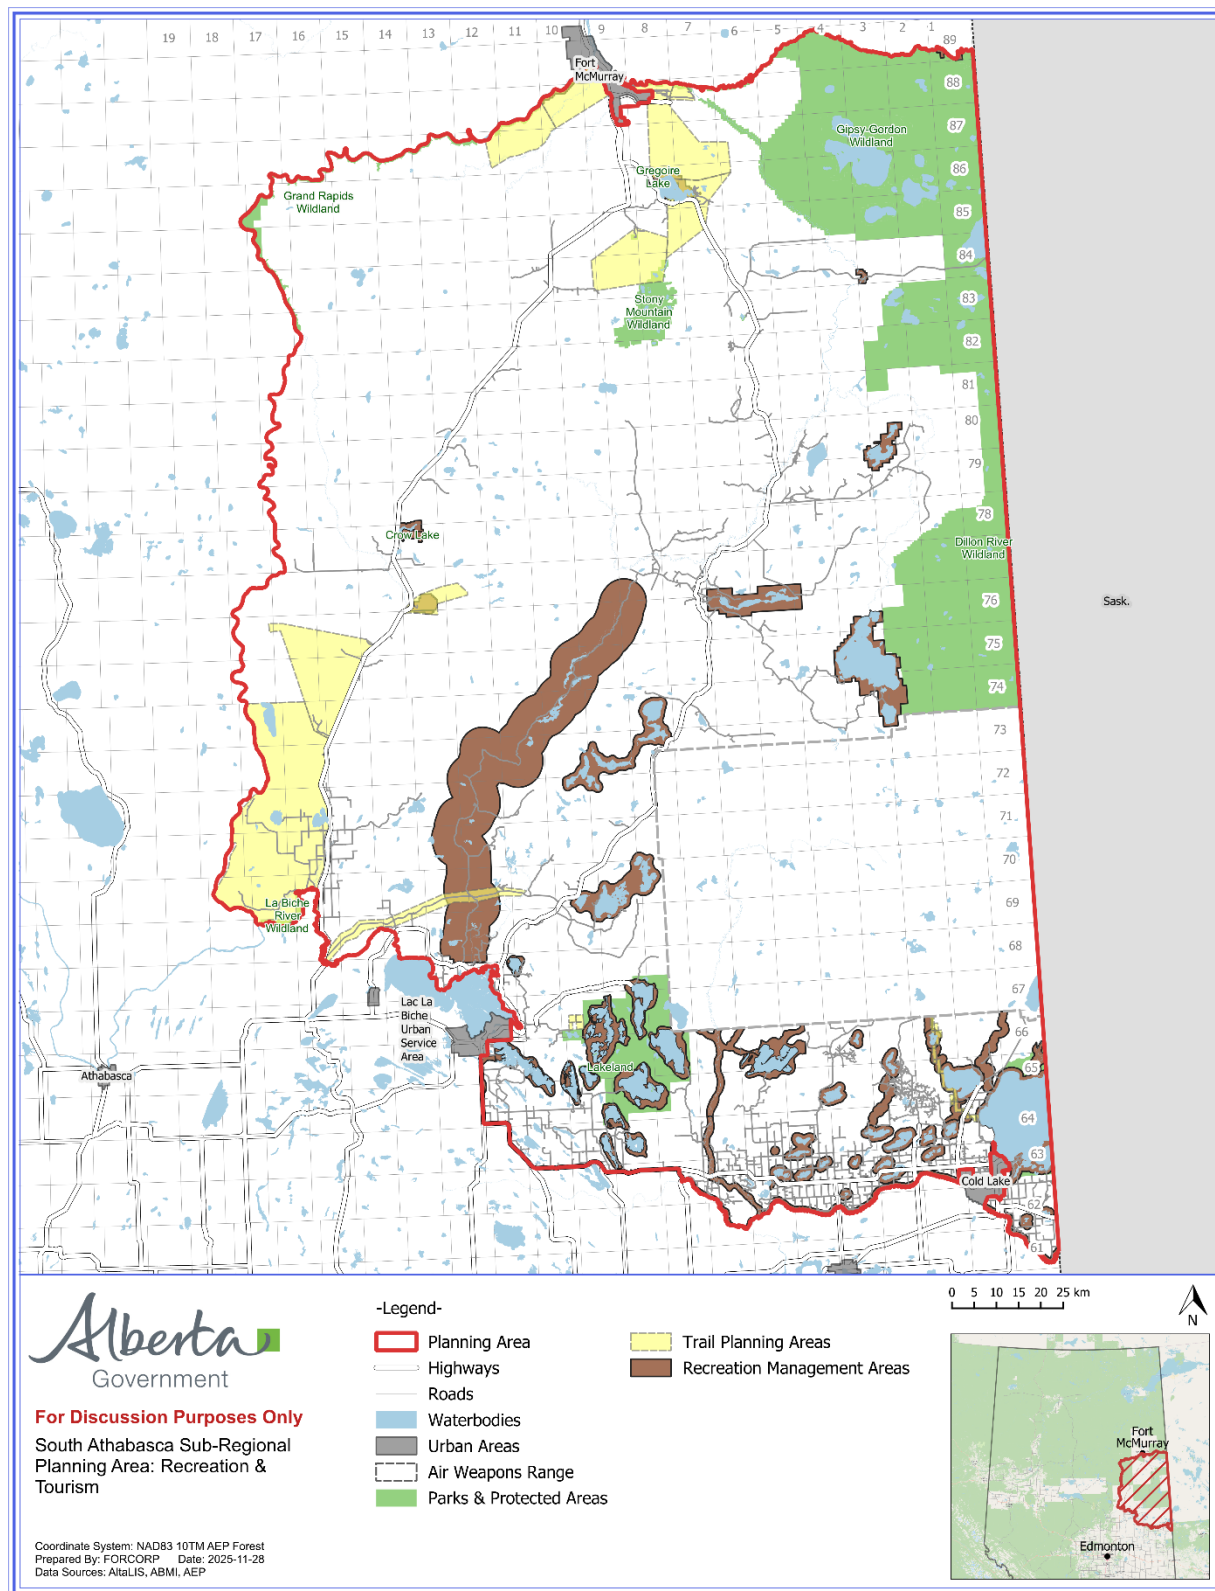 19 18 17 16 15 14 13 12 11 10 9 8 7 6 5 4 3 2 1
89
88
87
86
85
84
83
82
81
80
79
78
76
75
74
73
72
71
70
69
68
67
66
65
64
63
62
61
Fort
McMurray
Gipsy-Gordon
Wildland
Gregoire
Lake
Grand Rapids
Wildland
Stony
Mountain
Wildland
Crow Lake
Dillon River
Wildland
Sask.
La Biche
River
Wildland
Lac La
Biche
Urban
Service
Area
Lakeland
Athabasca
Cold Lake
Alberta
Government
For Discussion Purposes Only
South Athabasca Sub-Regional
Planning Area: Recreation &
Tourism
Coordinate System: NAD83 10TM AEP Forest
Prepared By: FORCORP Date: 2025-11-28
Data Sources: AltaLIS, ABMI, AEP
-Legend-
Planning Area
Highways
Roads
Waterbodies
Urban Areas
Air Weapons Range
Parks & Protected Areas
Trail Planning Areas
Recreation Management Areas
0 5 10 15 20 25 km
N
Fort
McMurray
Edmonton